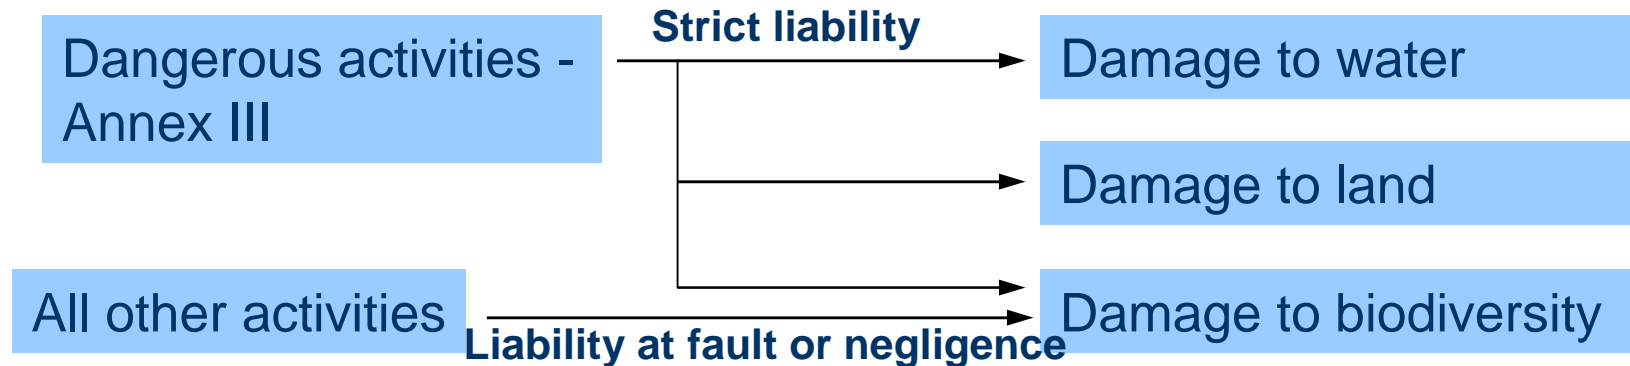 Strict liability
Dangerous activities -
Annex III
Damage to water
Damage to land
All other activities
Damage to biodiversity
Liability at fault or negligence